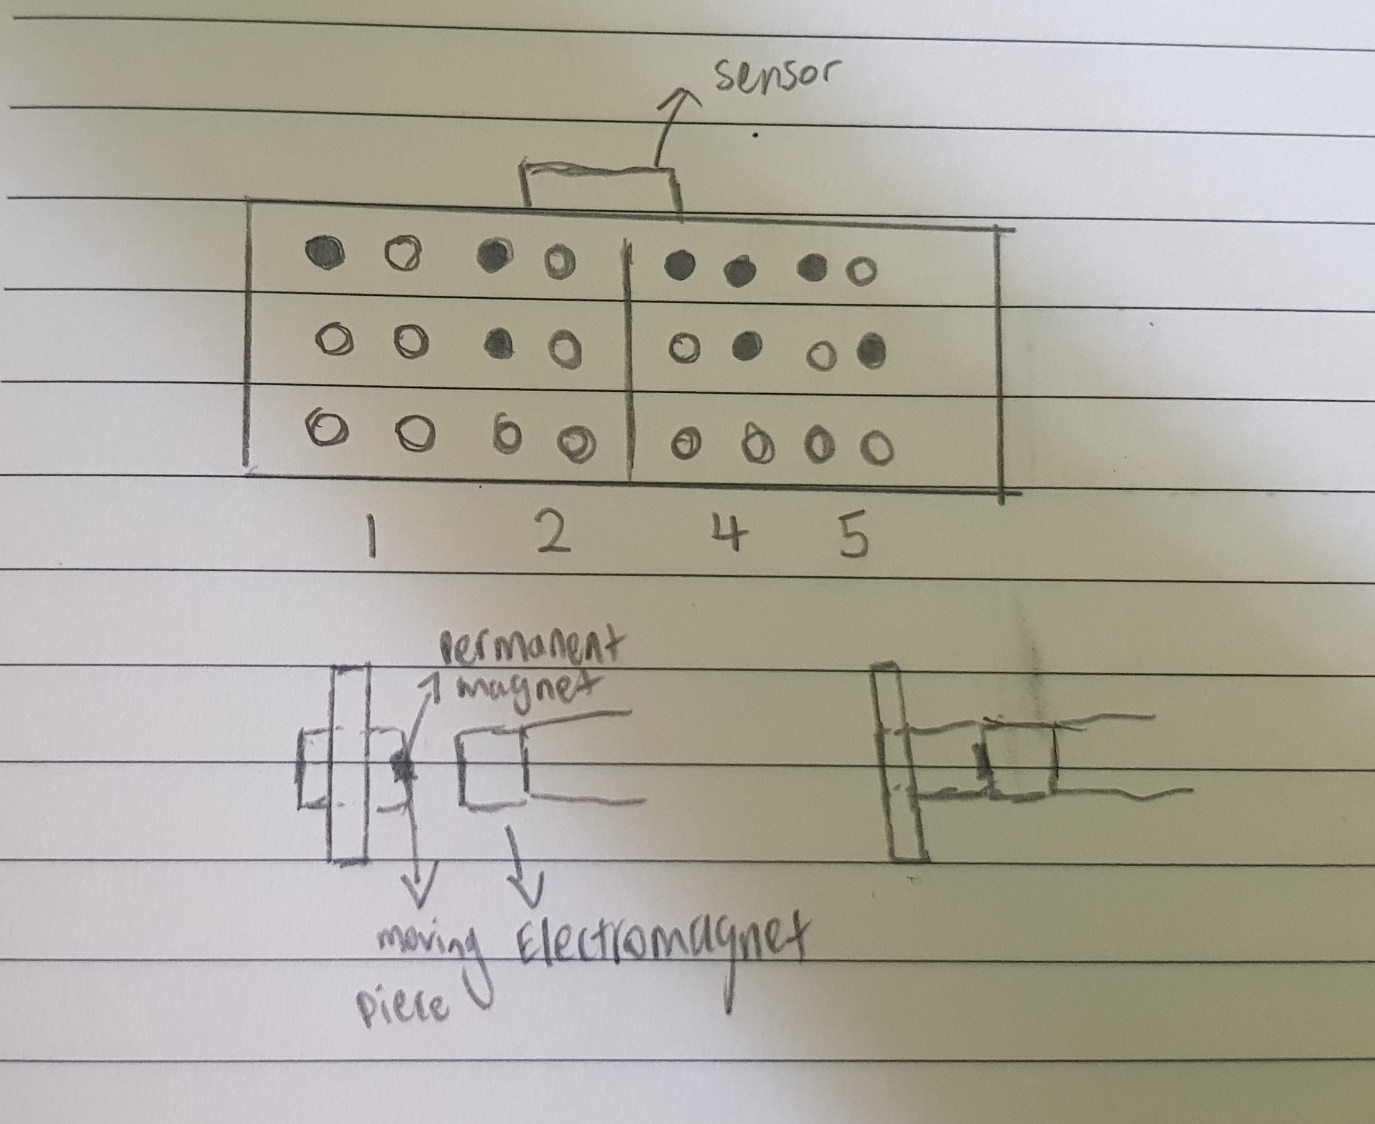 sensor
1 2 4 5
permanent
magnet
moving Electromagnet
piece